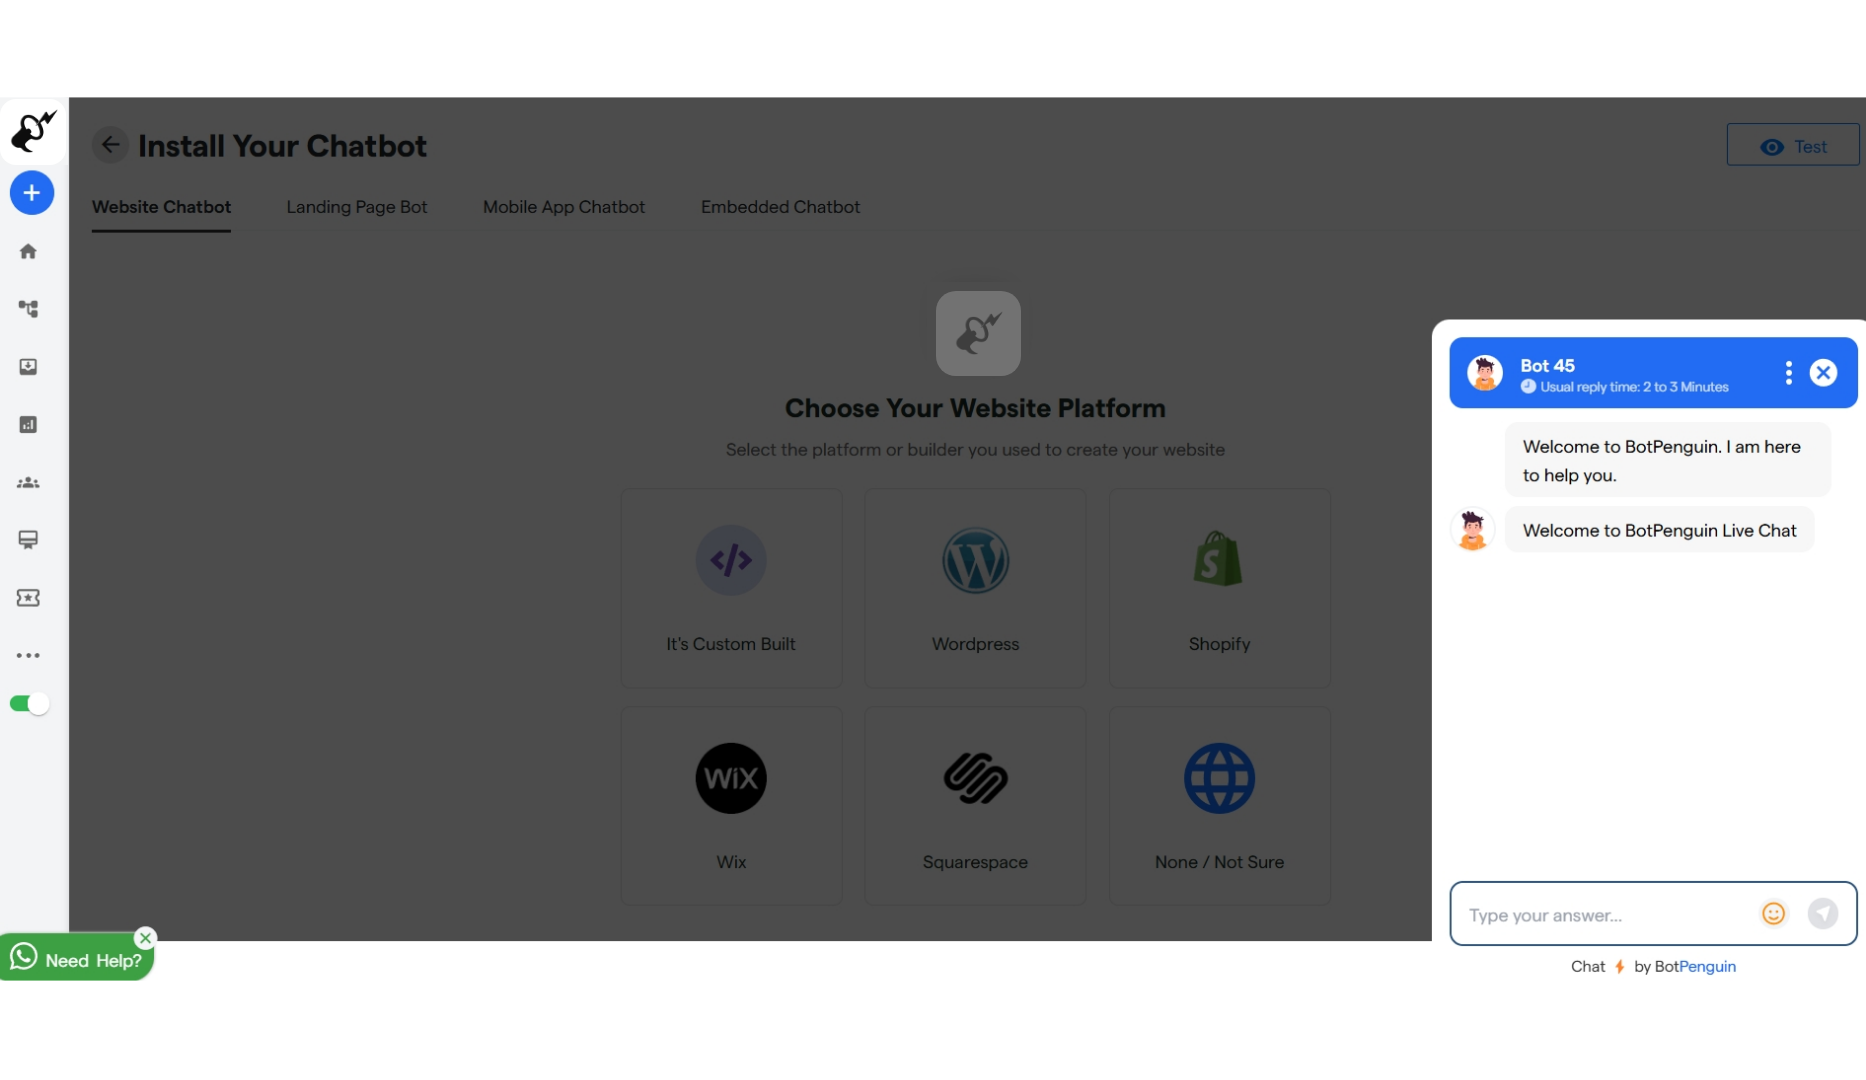 Install Your Chatbot
Test
Website Chatbot
Landing Page Bot
Mobile App Chatbot
Embedded Chatbot
Choose Your Website Platform
Select the platform or builder you used to create your website
It's Custom Built
Wordpress
Shopify
WiX
Wix
Squarespace
None / Not Sure
Need Help?
Bot 45
Usual reply time: 2 to 3 Minutes
Welcome to BotPenguin. I am here
to help you.
Welcome to BotPenguin Live Chat
Type your answer...
Chat by BotPenguin